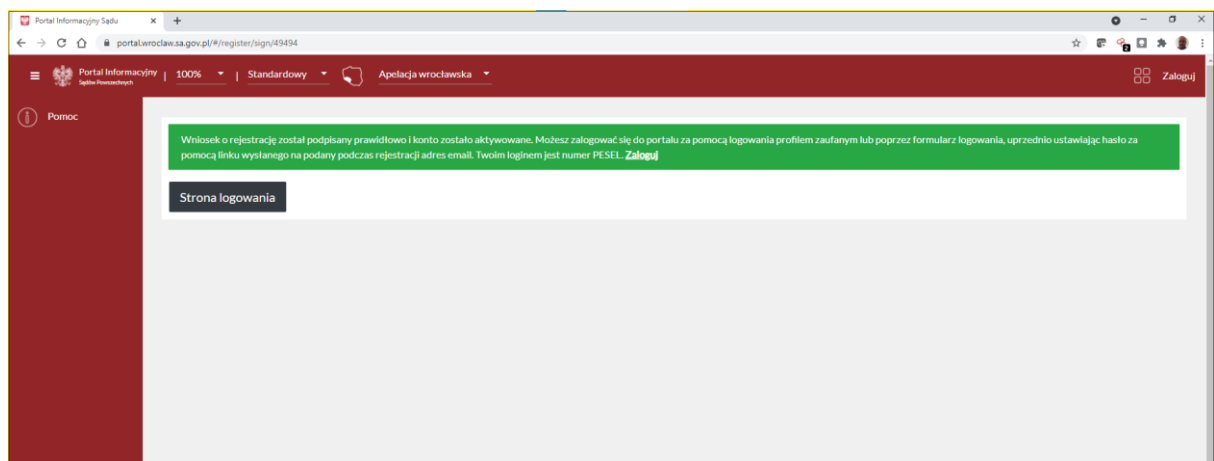 Portal Informacyjny Sądu
portal.wroclaw.sa.gov.pl/#/register/sign/49494
Portal Informacyjny
Sądów Powszechnych
| 100% | Standardowy Apelacja wrocławska
Zaloguj
Pomoc
Wniosek o rejestrację został podpisany prawidłowo i konto zostało aktywowane. Możesz zalogować się do portalu za pomocą logowania profilem zaufanym lub poprzez formularz logowania, uprzednio ustawiając hasło za
pomocą linku wysłanego na podany podczas rejestracji adres email. Twoim loginem jest numer PESEL. Zaloguj
Strona logowania